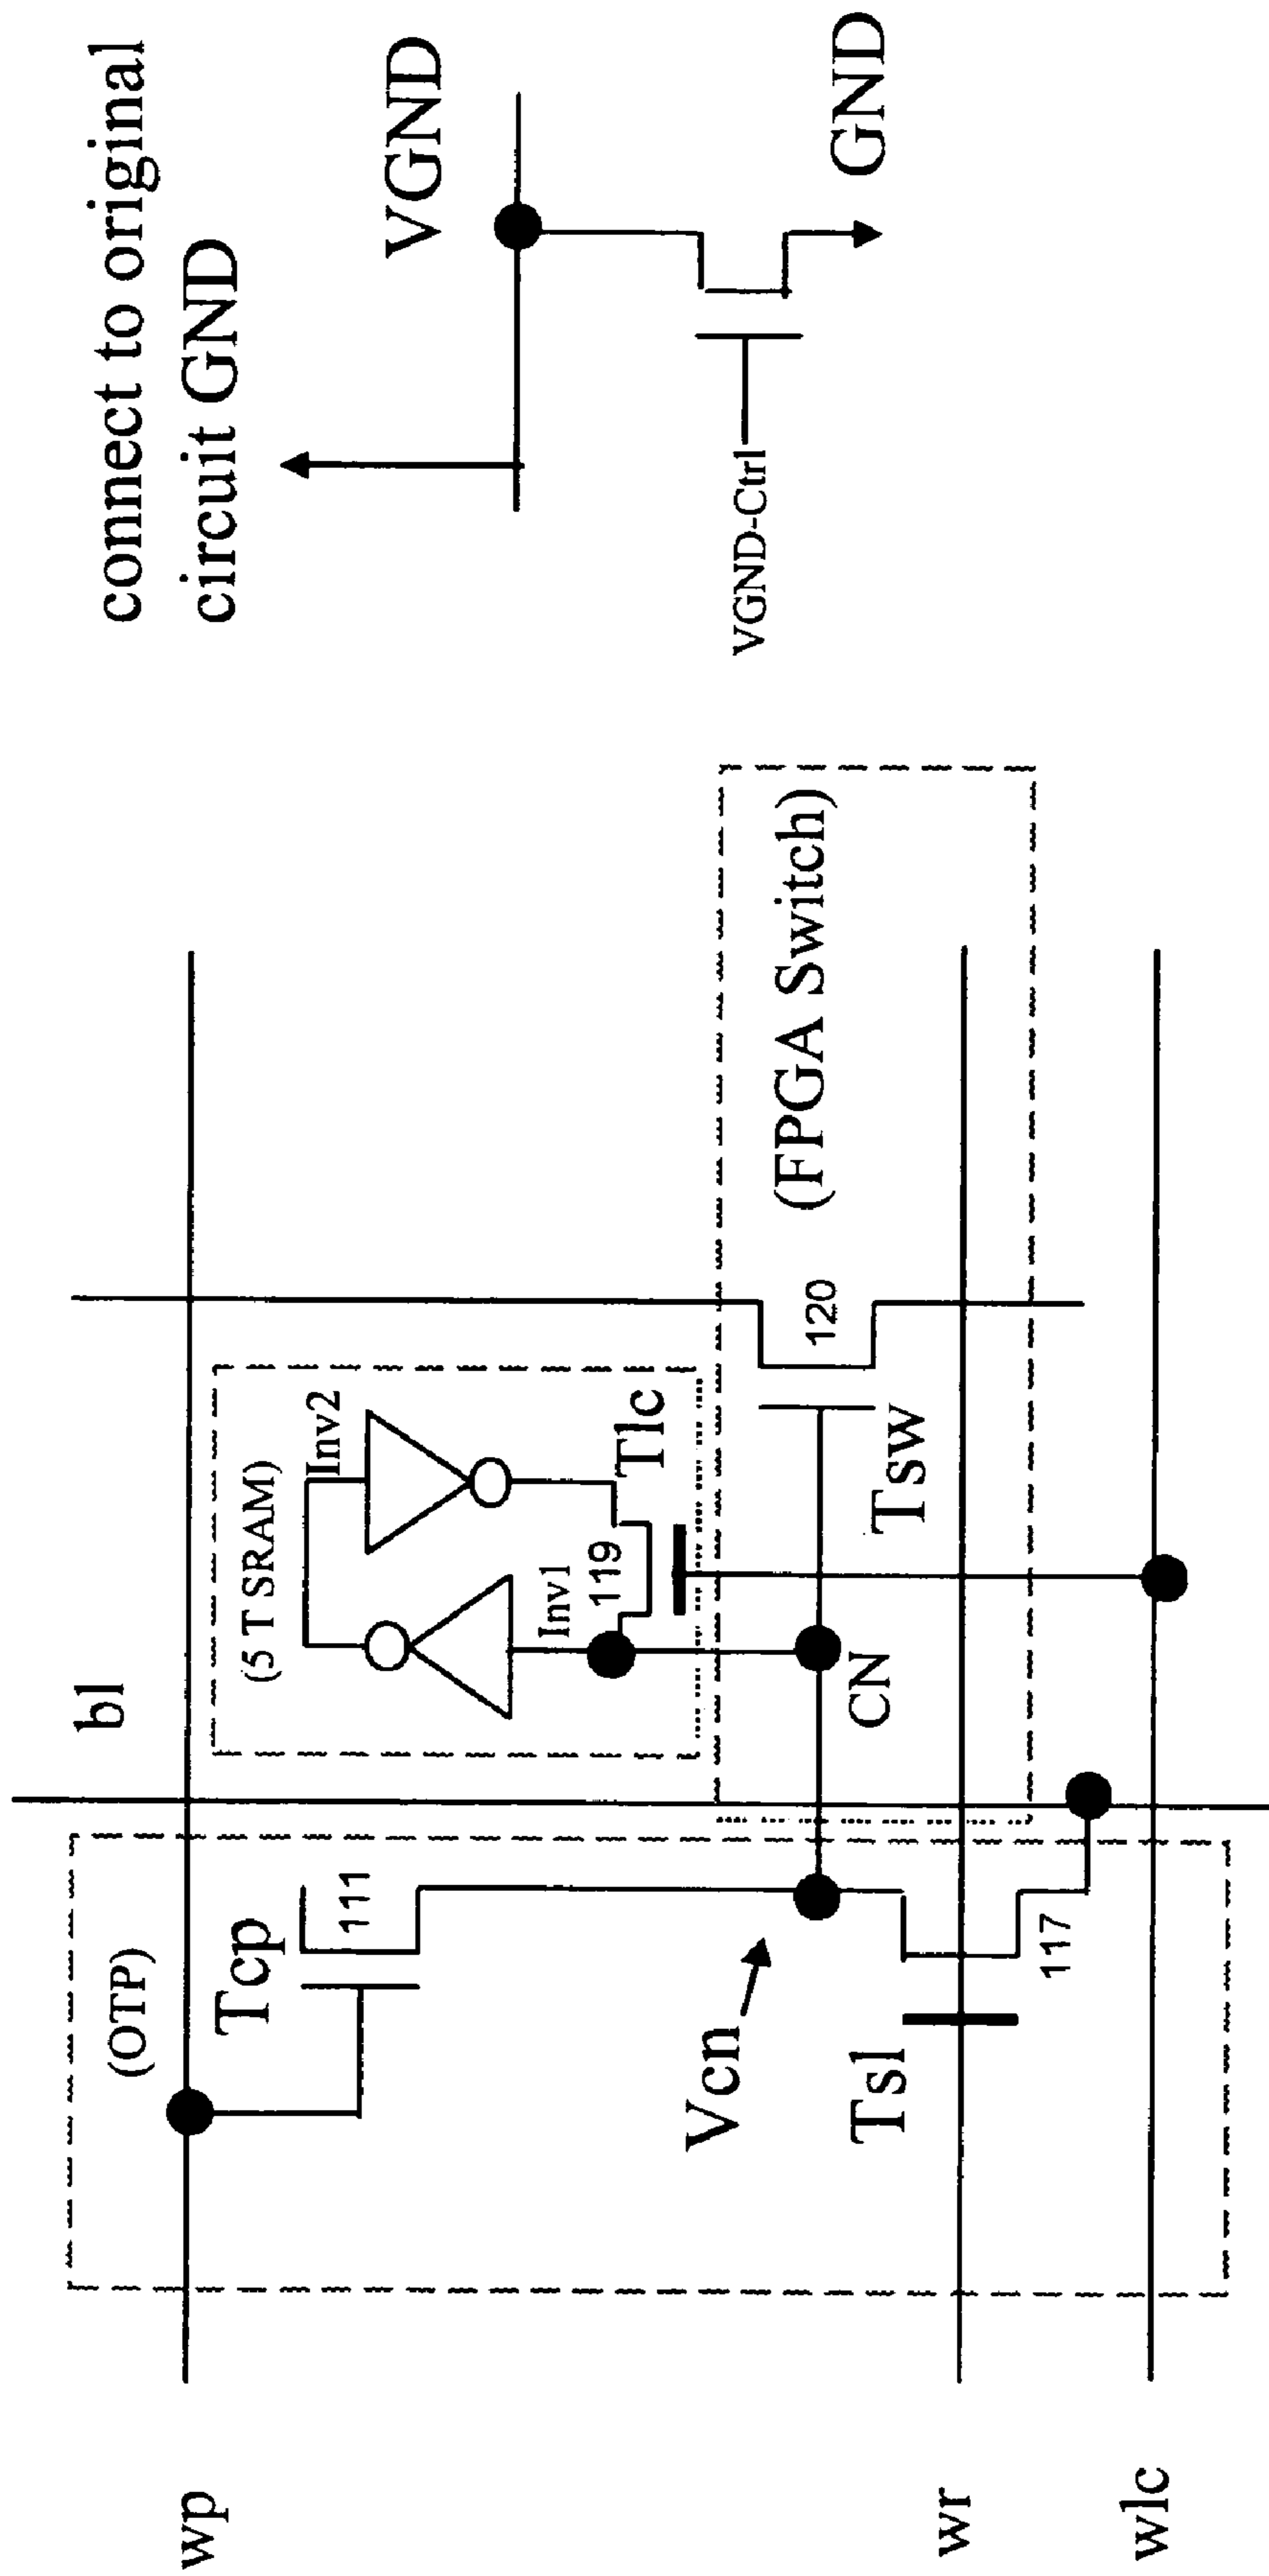 connect to original
circuit GND
VGND
VGND-Ctrl
GND
bl
(OTP)
(5 T SRAM)
wp
Tcp
111
Inv2
Inv1
119
Tlc
Vcn
CN
Tsw
120
(FPGA Switch)
Tsl
117
wr
wlc